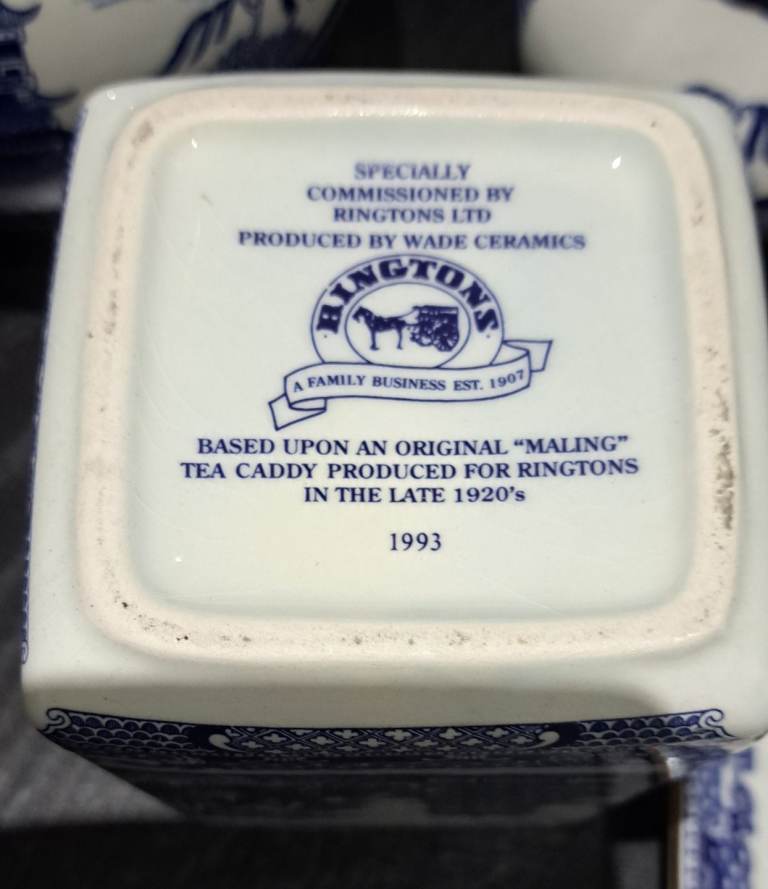 SPECIALLY
COMMISSIONED BY
RINGTONS LTD
PRODUCED BY WADE CERAMICS
RINGTONS
A FAMILY BUSINESS EST. 1907
BASED UPON AN ORIGINAL “MALING”
TEA CADDY PRODUCED FOR RINGTONS
IN THE LATE 1920's
1993